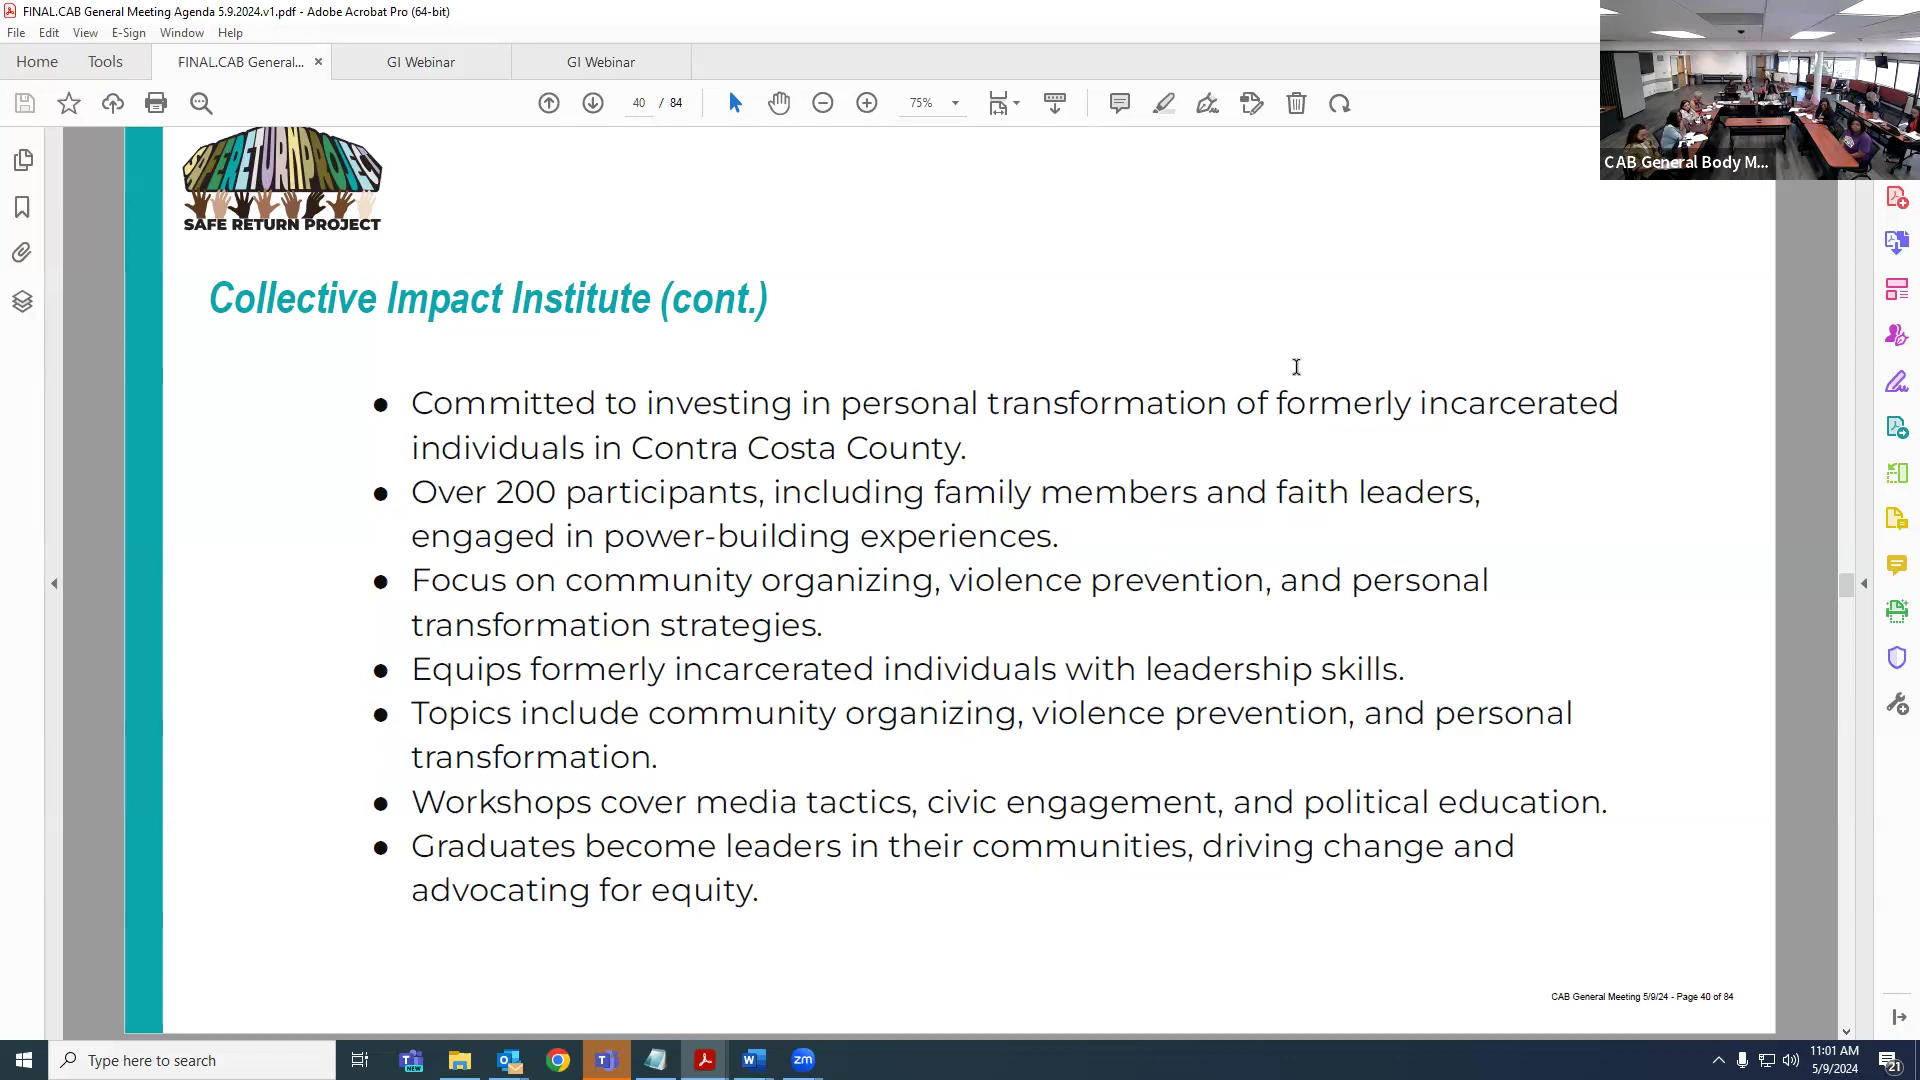 FINAL.CAB General Meeting Agenda 5.9.2024.v1.pdf - Adobe Acrobat Pro (64-bit)
File Edit View E-Sign Window Help
Home Tools FINAL.CAB General... × GI Webinar GI Webinar
40 / 84 75%
CAB General Body M...
SAFE RETURN PROJECT
SAFE RETURN PROJECT
Collective Impact Institute (cont.)
● Committed to investing in personal transformation of formerly incarcerated
individuals in Contra Costa County.
● Over 200 participants, including family members and faith leaders,
engaged in power-building experiences.
● Focus on community organizing, violence prevention, and personal
transformation strategies.
● Equips formerly incarcerated individuals with leadership skills.
● Topics include community organizing, violence prevention, and personal
transformation.
● Workshops cover media tactics, civic engagement, and political education.
● Graduates become leaders in their communities, driving change and
advocating for equity.
CAB General Meeting 5/9/24 - Page 40 of 84
Type here to search
NEW
zm
11:01 AM
5/9/2024
21